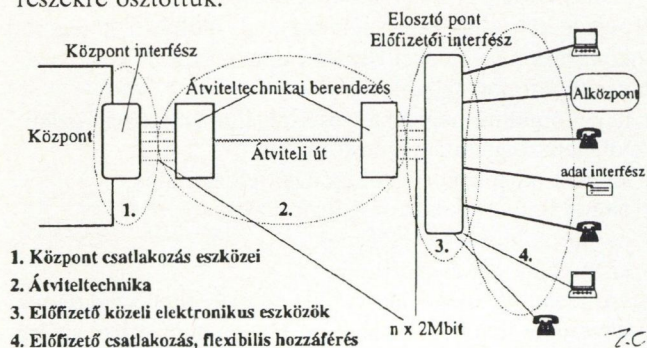 részekre osztottuk.
Elosztó pont
Előfizetői interfész
Központ interfész
Átviteltechnikai berendezés
Központ
Átviteli út
Alközpont
adat interfész
1.
2.
3.
4.
1. Központ csatlakozás eszközei
2. Átviteltechnika
3. Előfizető közeli elektronikus eszközök
4. Előfizető csatlakozás, flexibilis hozzáférés
n x 2Mbit